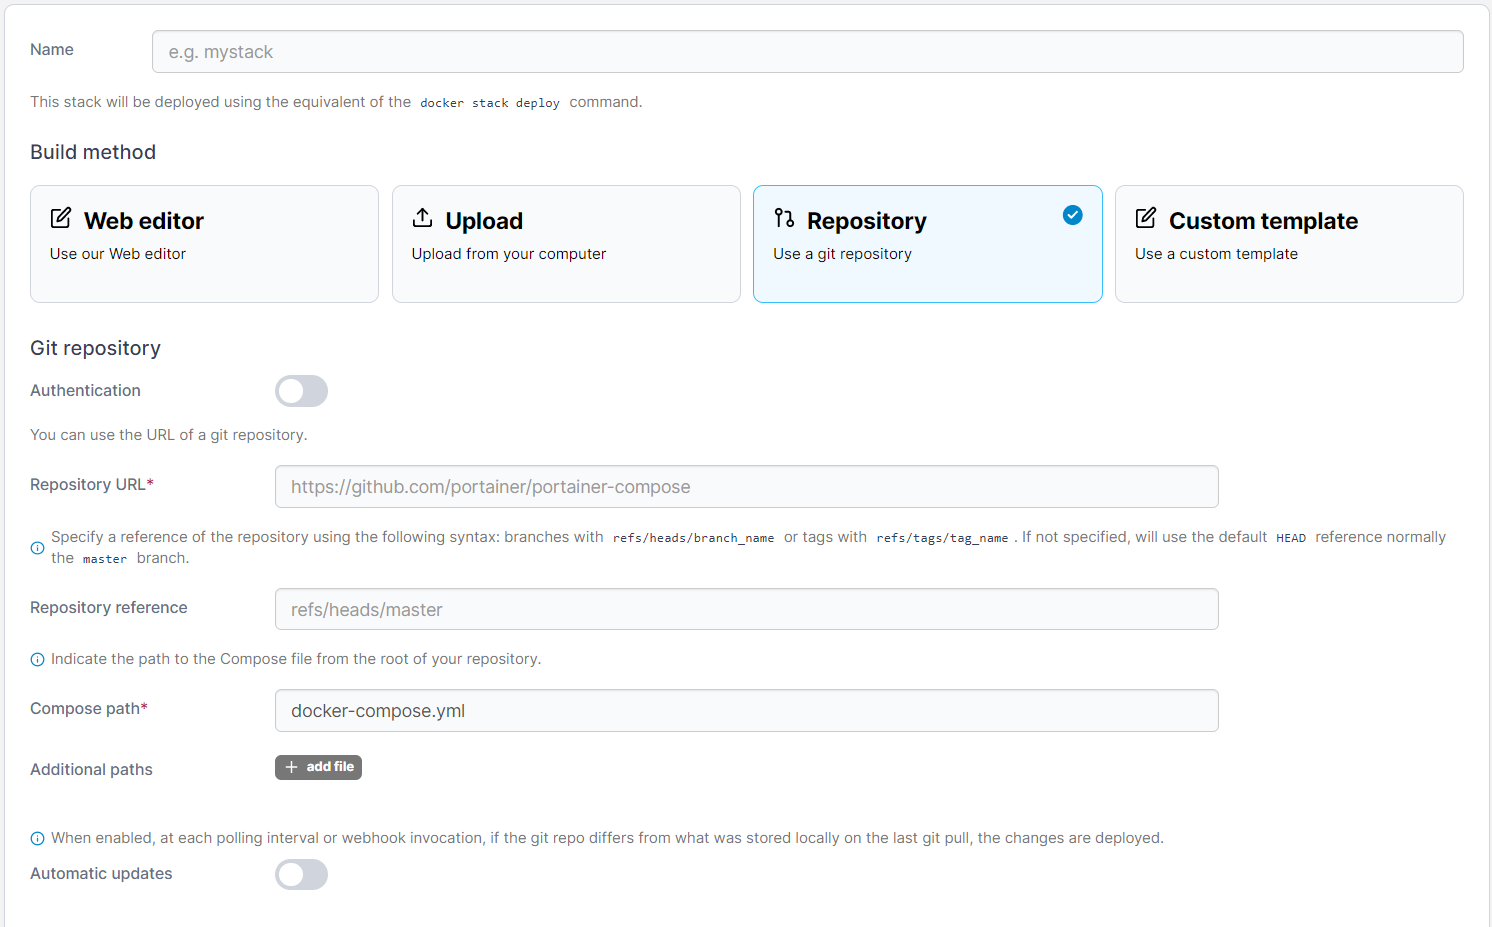 Name
e.g. mystack
This stack will be deployed using the equivalent of the docker stack deploy command.
Build method
Web editor
Use our Web editor
Upload
Upload from your computer
Repository
Use a git repository
Custom template
Use a custom template
Git repository
Authentication
You can use the URL of a git repository.
Repository URL*
https://github.com/portainer/portainer-compose
Specify a reference of the repository using the following syntax: branches with refs/heads/branch_name or tags with refs/tags/tag_name . If not specified, will use the default HEAD reference normally
the master branch.
Repository reference
refs/heads/master
Indicate the path to the Compose file from the root of your repository.
Compose path*
docker-compose.yml
Additional paths
+ add file
When enabled, at each polling interval or webhook invocation, if the git repo differs from what was stored locally on the last git pull, the changes are deployed.
Automatic updates